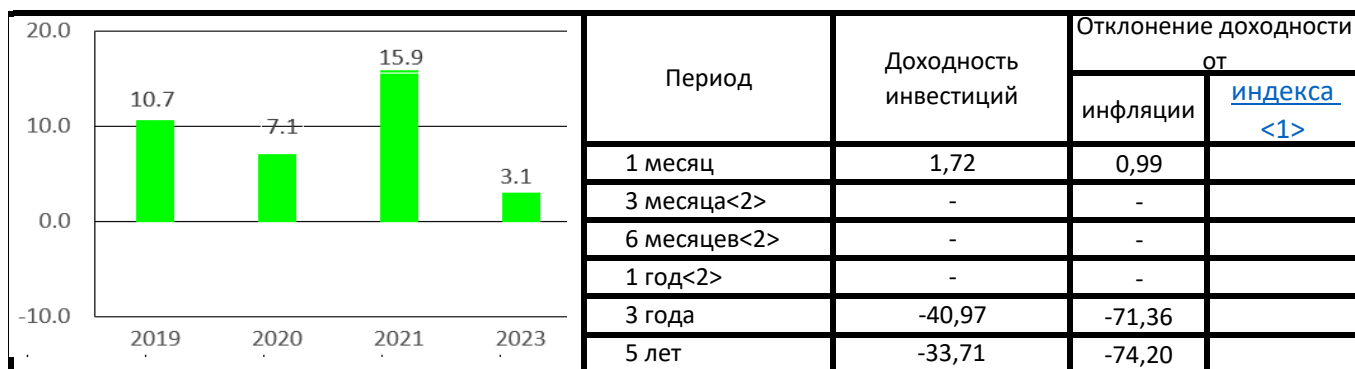 20.0
10.0
0.0
-10.0
10.7
7.1
15.9
3.1
2019 2020 2021 2023
Период
Доходность
инвестиций
Отклонение доходности
от
инфляции
индекса
<1>
1 месяц 1,72 0,99
3 месяца<2> - -
6 месяцев<2> - -
1 год<2> - -
3 года -40,97 -71,36
5 лет -33,71 -74,20